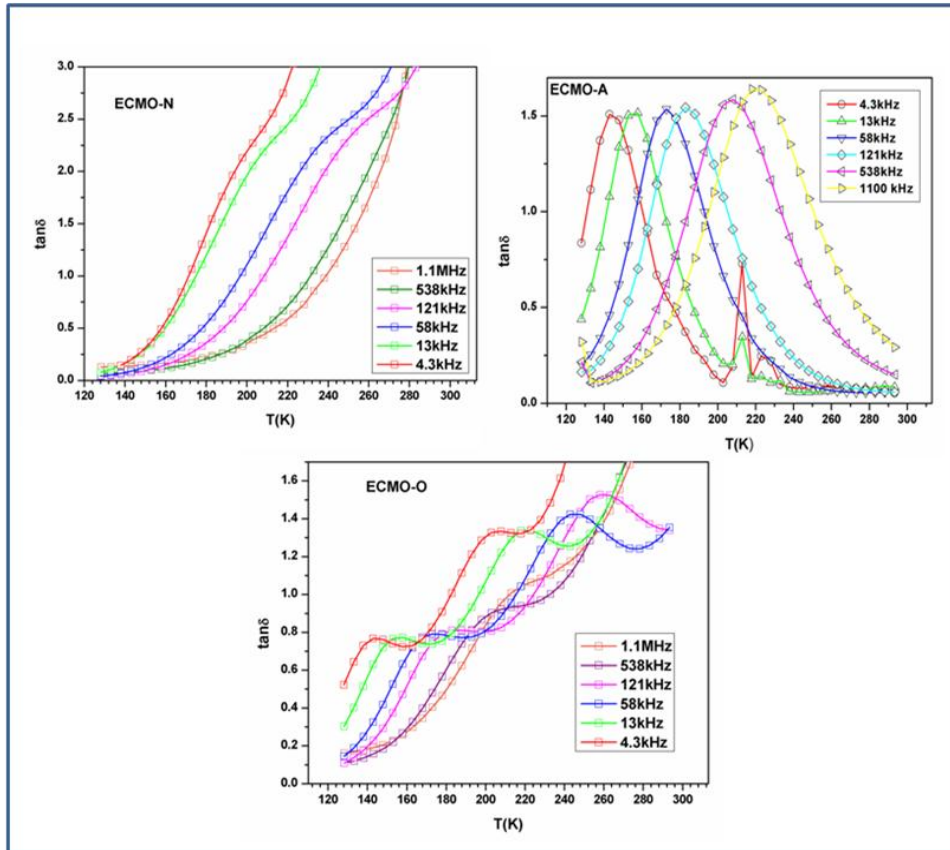 ECMO-N
tanδ
3.0
2.5
2.0
1.5
1.0
0.5
0.0
1.1MHz
538kHz
121kHz
58kHz
13kHz
4.3kHz
120 140 160 180 200 220 240 260 280 300
T(K)
ECMO-A
tanδ
1.5
1.0
0.5
0.0
4.3kHz
13kHz
58kHz
121kHz
538kHz
1100 kHz
120 140 160 180 200 220 240 260 280 300
T(K)
ECMO-O
tanδ
1.6
1.4
1.2
1.0
0.8
0.6
0.4
0.2
0.0
1.1MHz
538kHz
121kHz
58kHz
13kHz
4.3kHz
120 140 160 180 200 220 240 260 280 300
T(K)